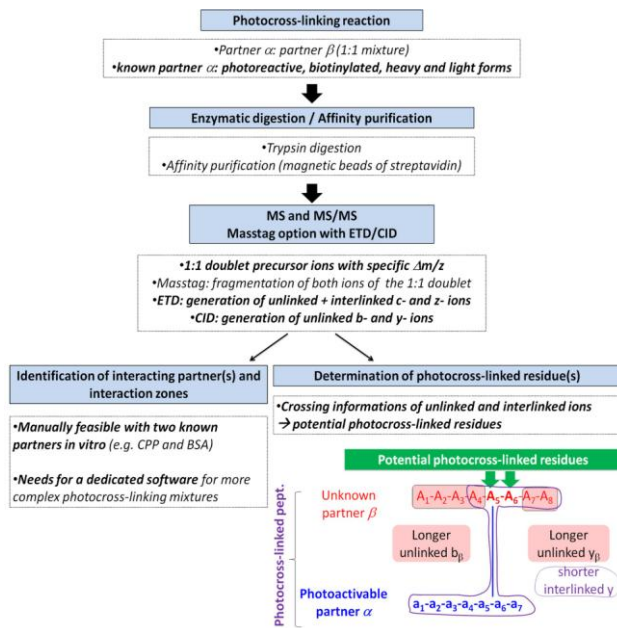 Photocross-linking reaction
•Partner α: partner β (1:1 mixture)
•known partner α: photoreactive, biotinylated, heavy and light forms
Enzymatic digestion / Affinity purification
•Trypsin digestion
•Affinity purification (magnetic beads of streptavidin)
MS and MS/MS
Masstag option with ETD/CID
•1:1 doublet precursor ions with specific Δm/z
•Masstag: fragmentation of both ions of the 1:1 doublet
•ETD: generation of unlinked + interlinked c- and z- ions
•CID: generation of unlinked b- and y- ions
Identification of interacting partner(s) and
interaction zones
•Manually feasible with two known
partners in vitro (e.g. CPP and BSA)
•Needs for a dedicated software for more
complex photocross-linking mixtures
Determination of photocross-linked residue(s)
•Crossing informations of unlinked and interlinked ions
→ potential photocross-linked residues
Potential photocross-linked residues
Photocross-linked pept.
Unknown
partner β
A₁-A₂-A₃-A₄-A₅-A₆-A₇-A₈
Longer
unlinked bᵦ
Longer
unlinked yᵦ
shorter
interlinked y
Photoactivable
partner α
a₁-a₂-a₃-a₄-a₅-a₆-a₇